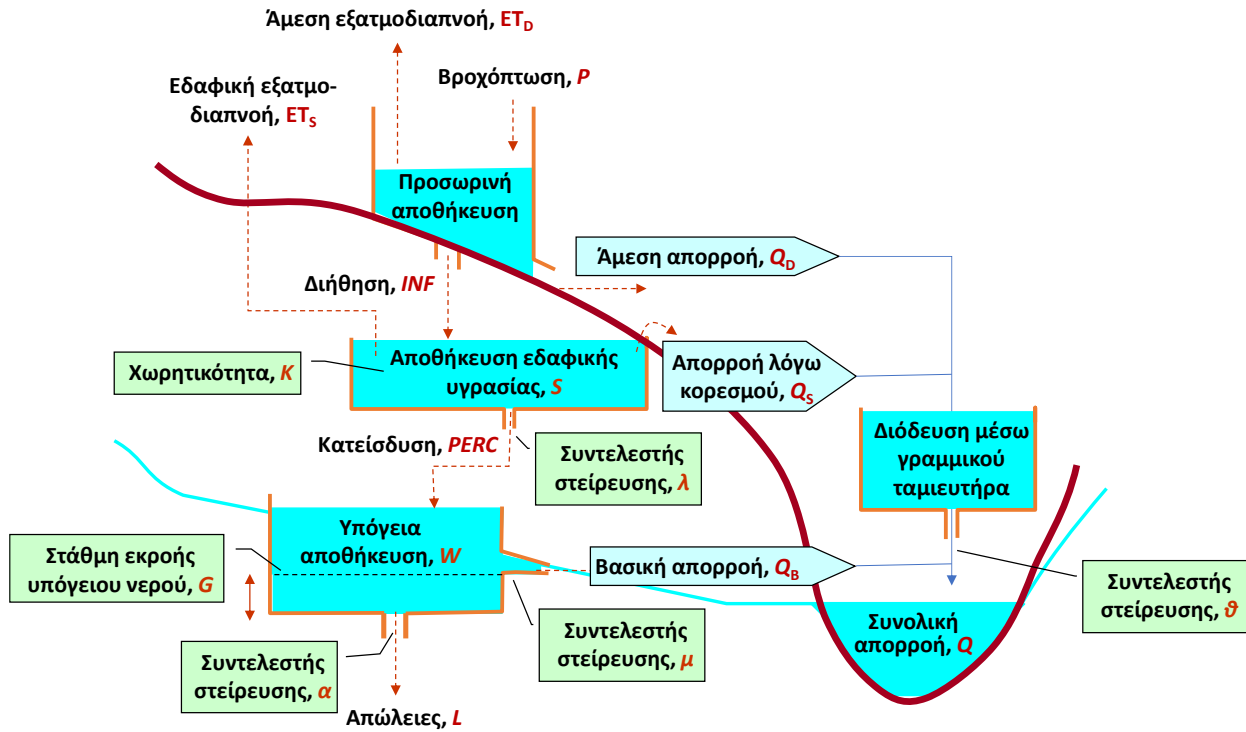 Άμεση εξατμοδιαπνοή, ET_D
Βροχόπτωση, P
Εδαφική εξατμο-
διαπνοή, ET_S
Προσωρινή
αποθήκευση
Άμεση απορροή, Q_D
Διήθηση, INF
Αποθήκευση εδαφικής
υγρασίας, S
Χωρητικότητα, K
Απορροή λόγω
κορεσμού, Q_S
Κατείσδυση, PERC
Συντελεστής
στείρευσης, λ
Διόδευση μέσω
γραμμικού
ταμιευτήρα
Υπόγεια
αποθήκευση, W
Στάθμη εκροής
υπόγειου νερού, G
Βασική απορροή, Q_B
Συντελεστής
στείρευσης, ϑ
Συντελεστής
στείρευσης, μ
Συνολική
απορροή, Q
Συντελεστής
στείρευσης, α
Απώλειες, L